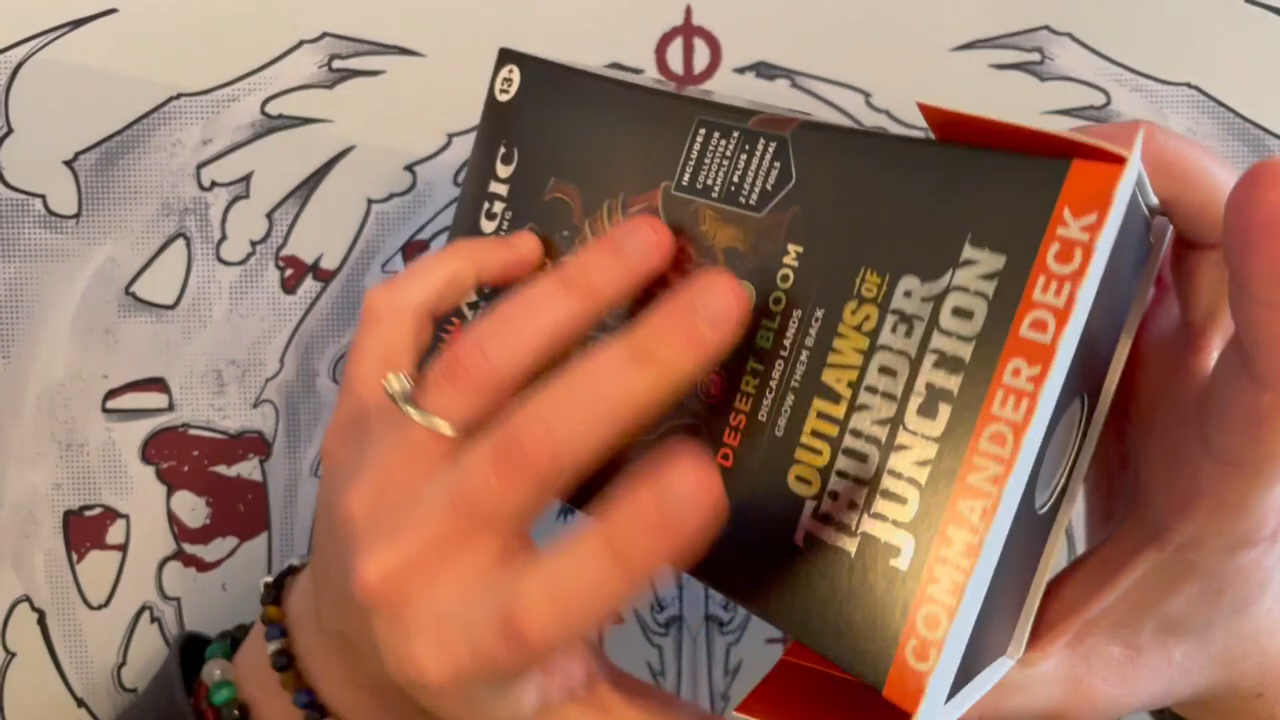 13+
GIC
INCLUDES
COLLECTOR
BOOSTER
SAMPLE PACK
• PLUS •
2 LEGENDARY
TRADITIONAL
FOILS
DESERT BLOOM
DISCARD LANDS
GROW THEM BACK
OUTLAWS OF
THUNDER
JUNCTION
COMMANDER DECK